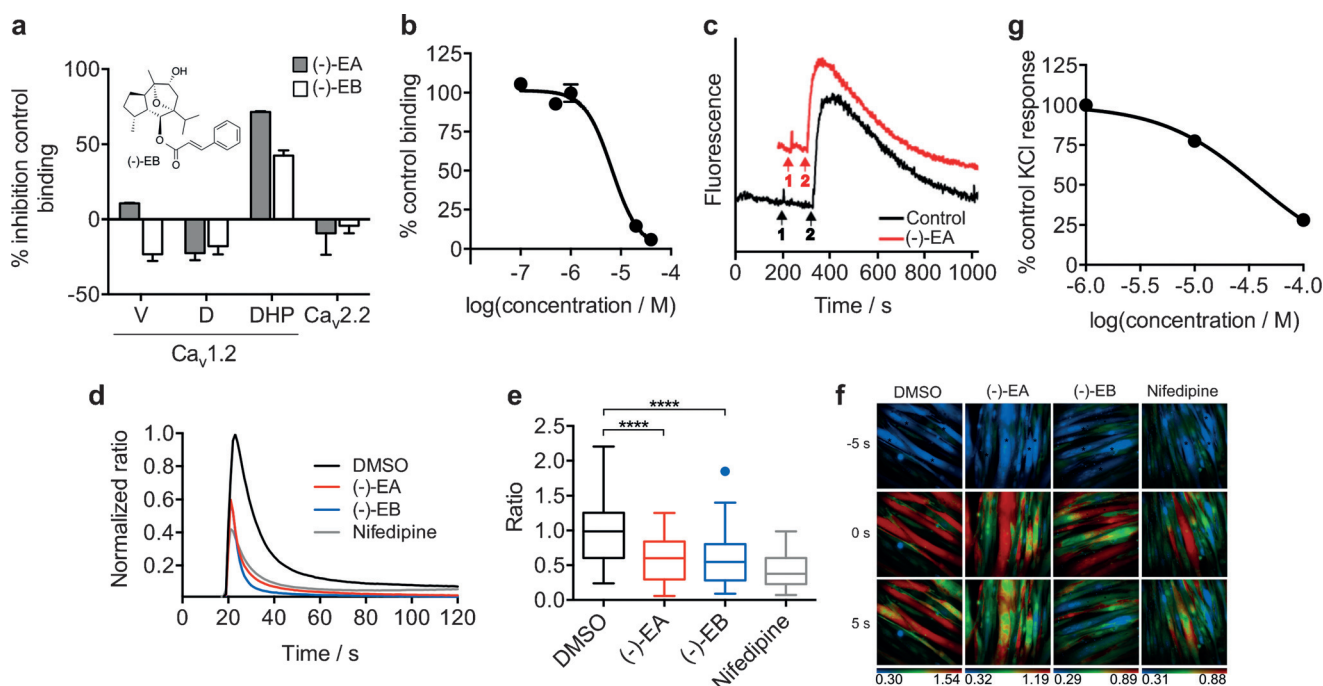 a
% inhibition control
binding
100
50
0
-50
OH
O
O
O
(-)-EB
(-)-EA
(-)-EB
V
D
DHP
Caᵥ2.2
Caᵥ1.2
b
% control binding
125
100
75
50
25
0
-7
-6
-5
-4
log(concentration / M)
c
Fluorescence
1
2
1
2
Control
(-)-EA
0
200
400
600
800
1000
Time / s
g
% control KCl response
125
100
75
50
25
0
-6.0
-5.5
-5.0
-4.5
-4.0
log(concentration / M)
d
Normalized ratio
1.0
0.8
0.6
0.4
0.2
DMSO
(-)-EA
(-)-EB
Nifedipine
0
20
40
60
80
100
120
Time / s
e
Ratio
2.5
2.0
1.5
1.0
0.5
0.0
****
****
DMSO
(-)-EA
(-)-EB
Nifedipine
f
DMSO
(-)-EA
(-)-EB
Nifedipine
-5 s
0 s
5 s
0.30 1.54
0.32 1.19
0.29 0.89
0.31 0.88